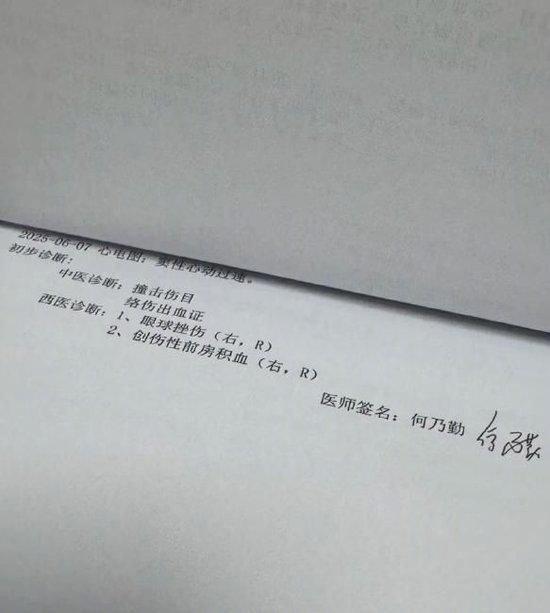 2025-06-07 心电图：窦性心动过速。
初步诊断：
中医诊断：撞击伤目
络伤出血证
西医诊断：1、眼球挫伤（右，R）
2、创伤性前房积血（右，R）
医师签名：何乃勤